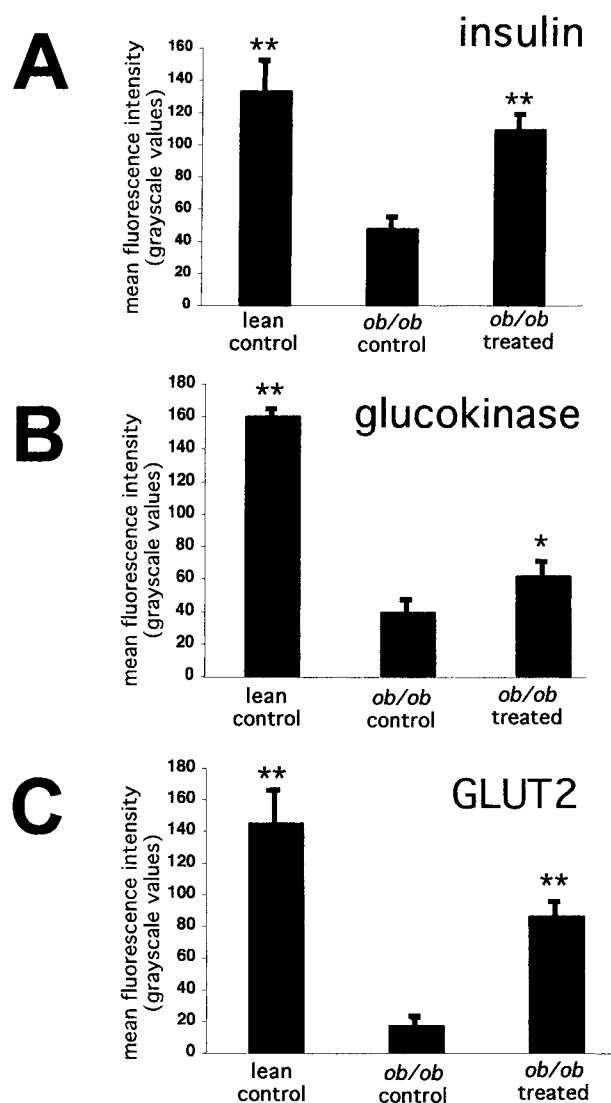 A
insulin
mean fluorescence intensity
(grayscale values)
160
140
120
100
80
60
40
20
0
**
**
lean
control
ob/ob
control
ob/ob
treated
B
glucokinase
mean fluorescence intensity
(grayscale values)
180
160
140
120
100
80
60
40
20
0
**
*
lean
control
ob/ob
control
ob/ob
treated
C
GLUT2
mean fluorescence intensity
(grayscale values)
180
160
140
120
100
80
60
40
20
0
**
**
lean
control
ob/ob
control
ob/ob
treated